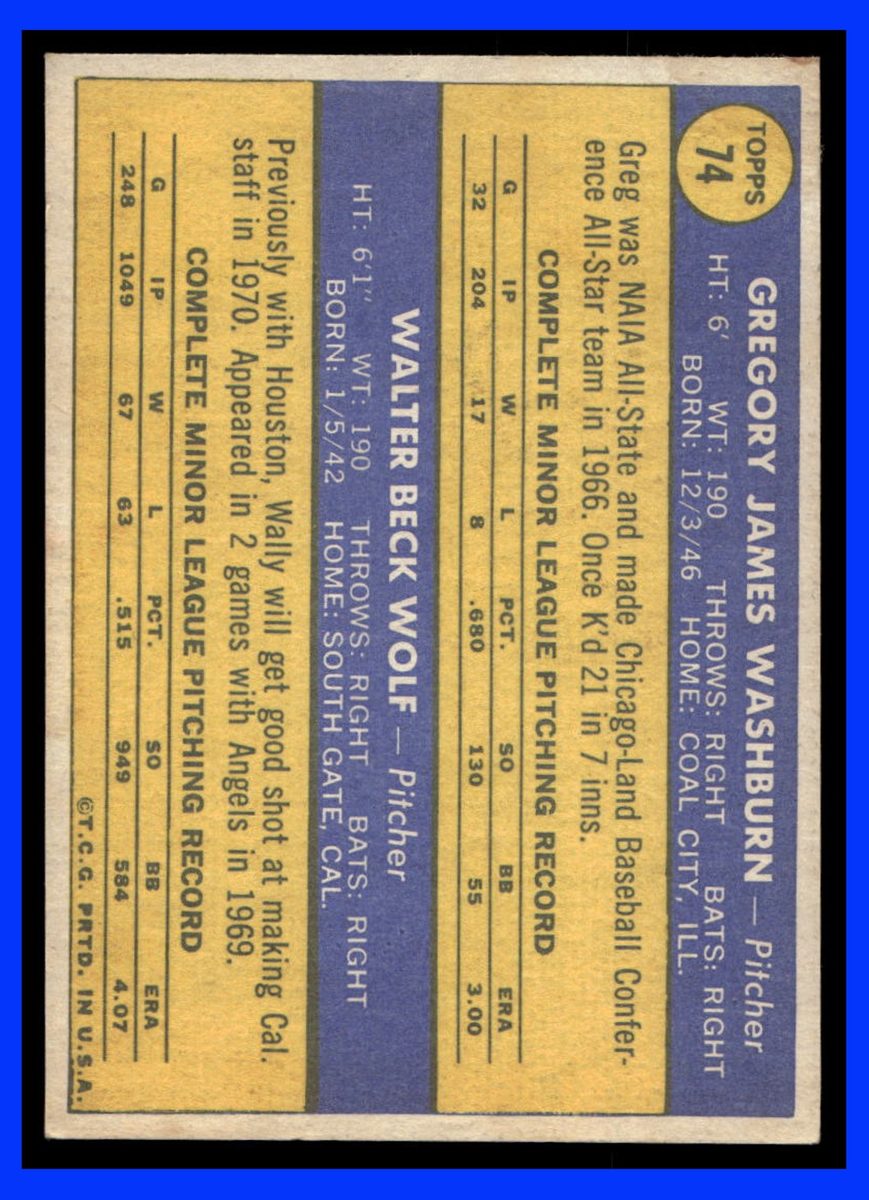 TOPPS
74
GREGORY JAMES WASHBURN — Pitcher
HT: 6' WT: 190 THROWS: RIGHT BATS: RIGHT
BORN: 12/3/46 HOME: COAL CITY, ILL.
Greg was NAIA All-State and made Chicago-Land Baseball Confer-
ence All-Star team in 1966. Once K'd 21 in 7 inns.
COMPLETE MINOR LEAGUE PITCHING RECORD
G IP W L PCT. SO BB ERA
32 204 17 8 .680 130 55 3.00
WALTER BECK WOLF — Pitcher
HT: 6'1" WT: 190 THROWS: RIGHT BATS: RIGHT
BORN: 1/5/42 HOME: SOUTH GATE, CAL.
Previously with Houston, Wally will get good shot at making Cal.
staff in 1970. Appeared in 2 games with Angels in 1969.
COMPLETE MINOR LEAGUE PITCHING RECORD
G IP W L PCT. SO BB ERA
248 1049 67 63 .515 949 584 4.07
©T.C.G. PRTD. IN U.S.A.